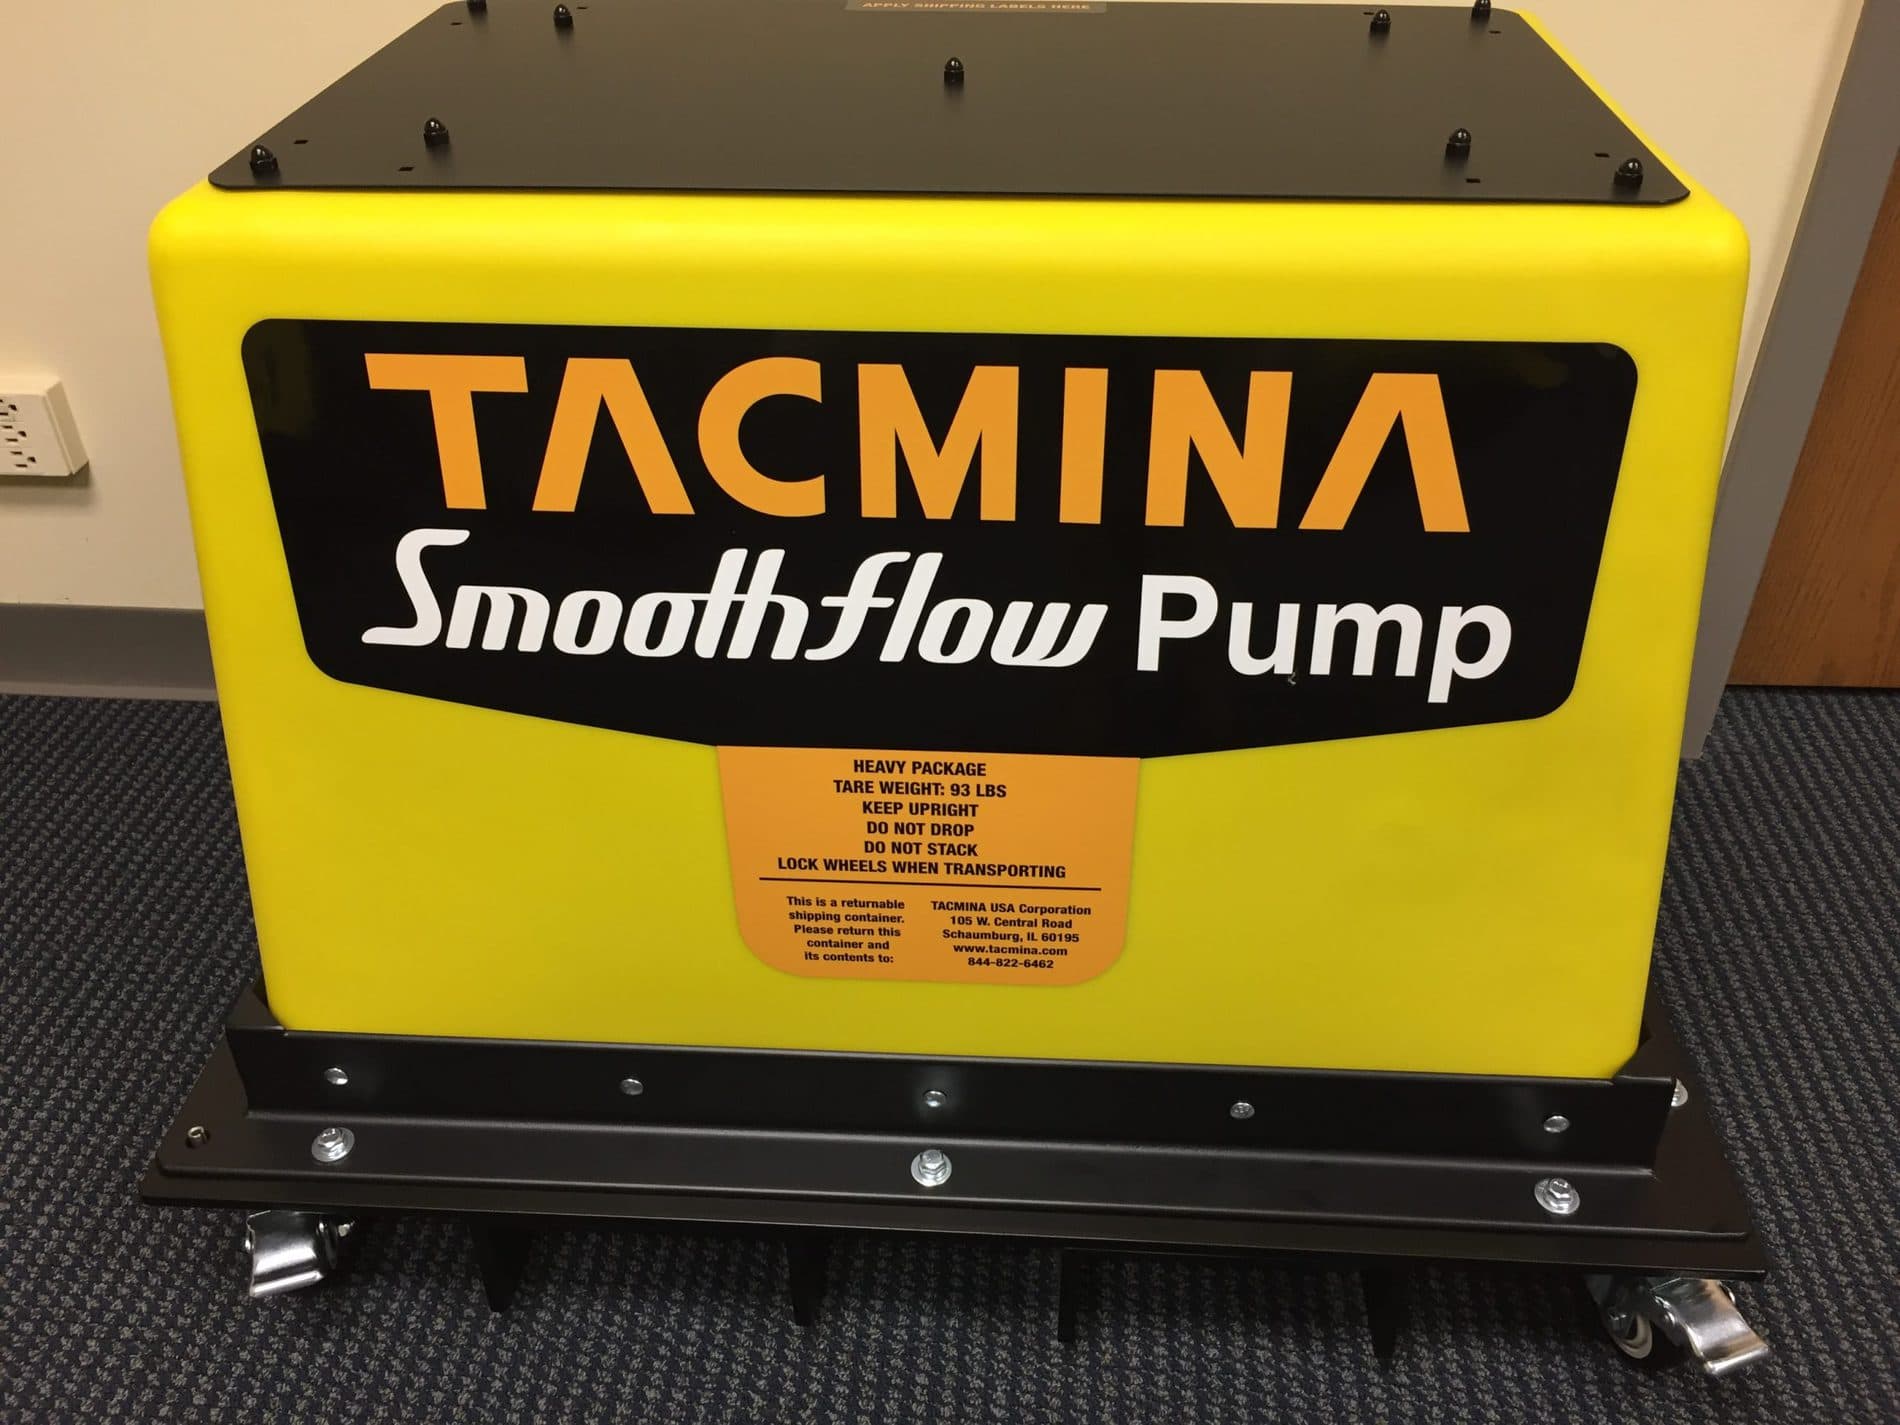 APPLY SHIPPING LABELS HERE
TACMINA
Smoothflow Pump
HEAVY PACKAGE
TARE WEIGHT: 93 LBS
KEEP UPRIGHT
DO NOT DROP
DO NOT STACK
LOCK WHEELS WHEN TRANSPORTING
This is a returnable
shipping container.
Please return this
container and
its contents to:
TACMINA USA Corporation
105 W. Central Road
Schaumburg, IL 60195
www.tacmina.com
844-822-6462